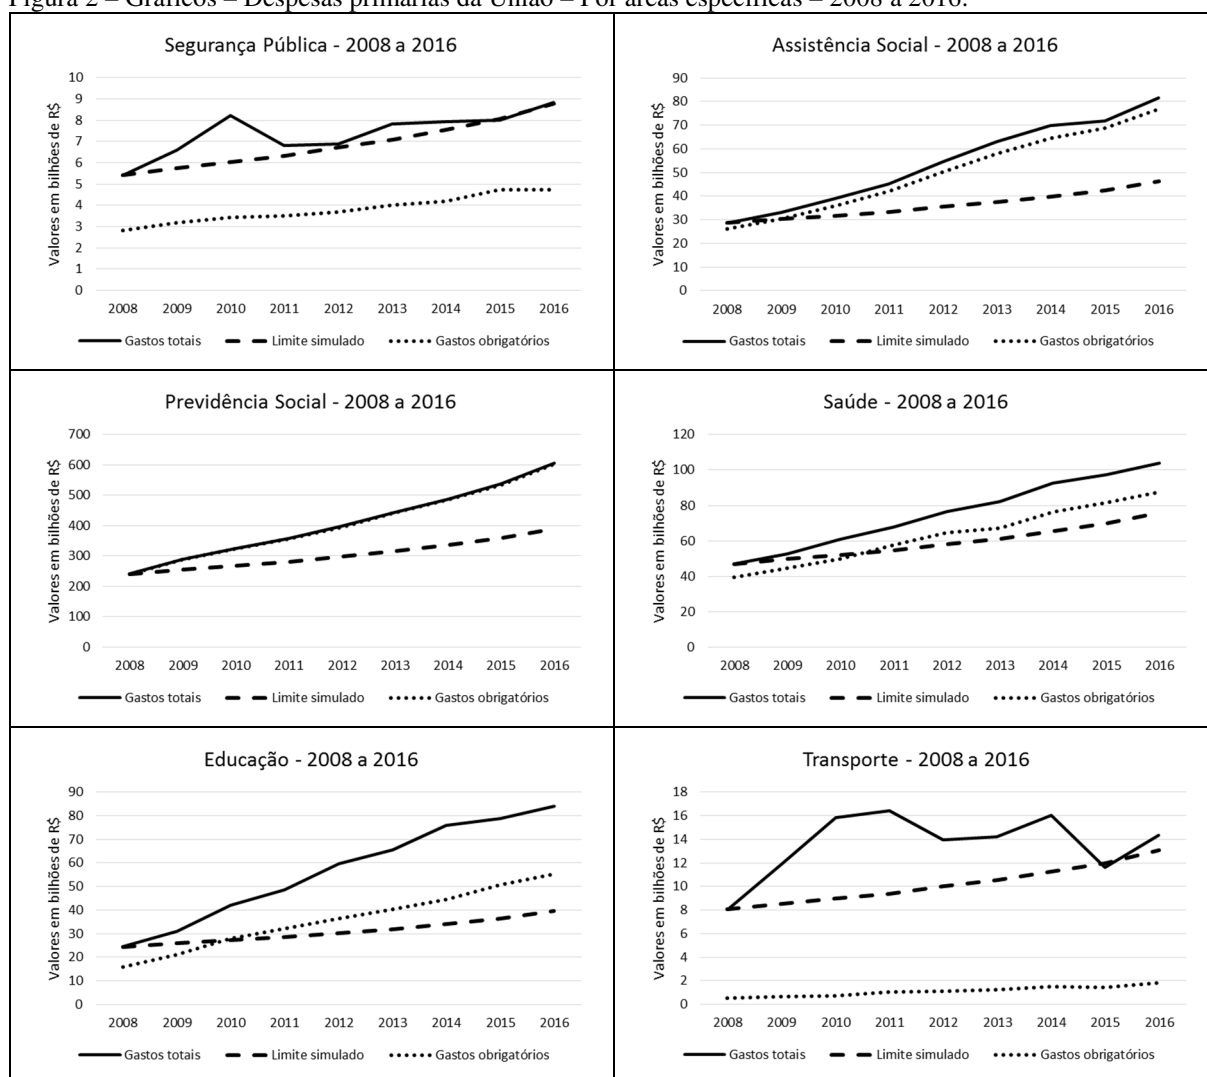 Figura 2 – Gráficos – Despesas primárias da União – Por áreas específicas – 2008 a 2016.
Segurança Pública - 2008 a 2016
Valores em bilhões de R$
10
9
8
7
6
5
4
3
2
1
0
2008 2009 2010 2011 2012 2013 2014 2015 2016
Gastos totais Limite simulado Gastos obrigatórios
Assistência Social - 2008 a 2016
Valores em bilhões de R$
90
80
70
60
50
40
30
20
10
0
2008 2009 2010 2011 2012 2013 2014 2015 2016
Gastos totais Limite simulado Gastos obrigatórios
Previdência Social - 2008 a 2016
Valores em bilhões de R$
700
600
500
400
300
200
100
0
2008 2009 2010 2011 2012 2013 2014 2015 2016
Gastos totais Limite simulado Gastos obrigatórios
Saúde - 2008 a 2016
Valores em bilhões de R$
120
100
80
60
40
20
0
2008 2009 2010 2011 2012 2013 2014 2015 2016
Gastos totais Limite simulado Gastos obrigatórios
Educação - 2008 a 2016
Valores em bilhões de R$
90
80
70
60
50
40
30
20
10
0
2008 2009 2010 2011 2012 2013 2014 2015 2016
Gastos totais Limite simulado Gastos obrigatórios
Transporte - 2008 a 2016
Valores em bilhões de R$
18
16
14
12
10
8
6
4
2
0
2008 2009 2010 2011 2012 2013 2014 2015 2016
Gastos totais Limite simulado Gastos obrigatórios